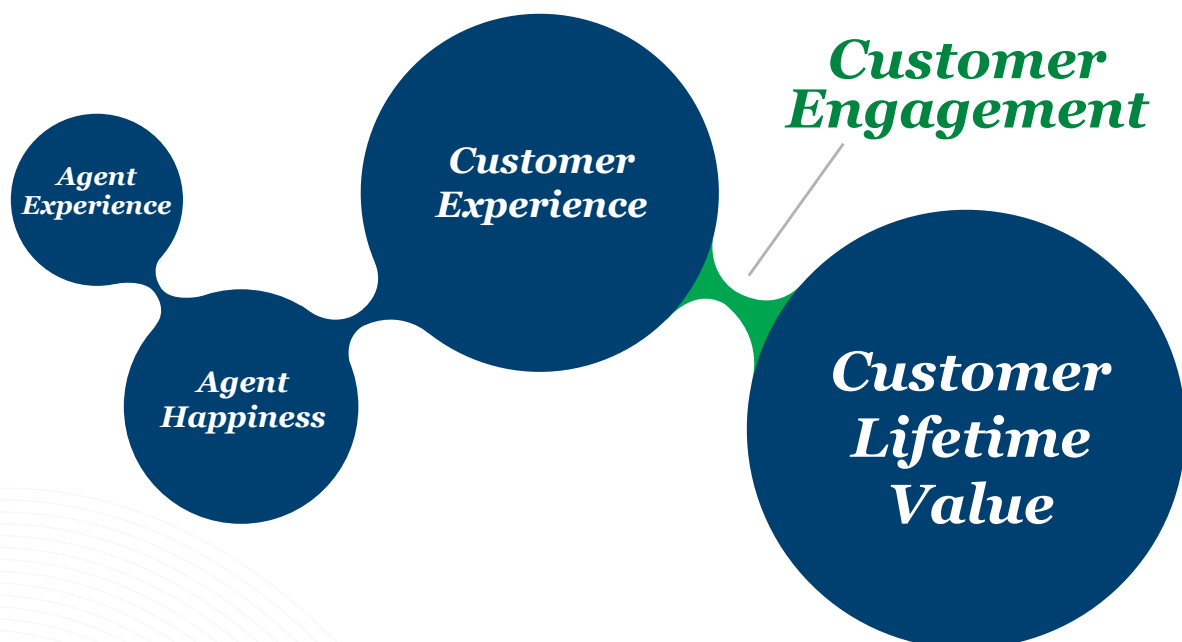 Agent
Experience
Agent
Happiness
Customer
Experience
Customer
Engagement
Customer
Lifetime
Value